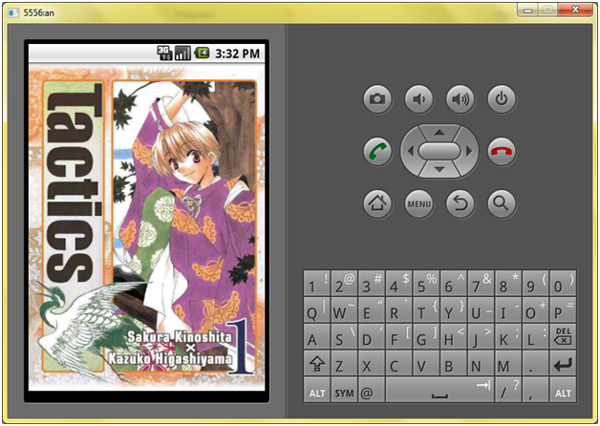 5556:an
3G
3:32 PM
Tactics
Sakura Kinoshita
×
Kazuko Higashiyama
1
MENU
1 ! 2 @ 3 # 4 $ 5 % 6 ^ 7 & 8 * 9 ( 0 )
Q | W ~ E “ R ` T { Y } U _ I - O + P =
A S \ D ' F [ G ] H < J > K ; L : DEL
Z X C V B N M .
ALT SYM @ / ? , ALT